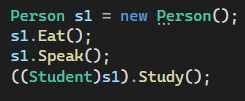 Person s1 = new Person();
s1.Eat();
s1.Speak();
((Student)s1).Study();